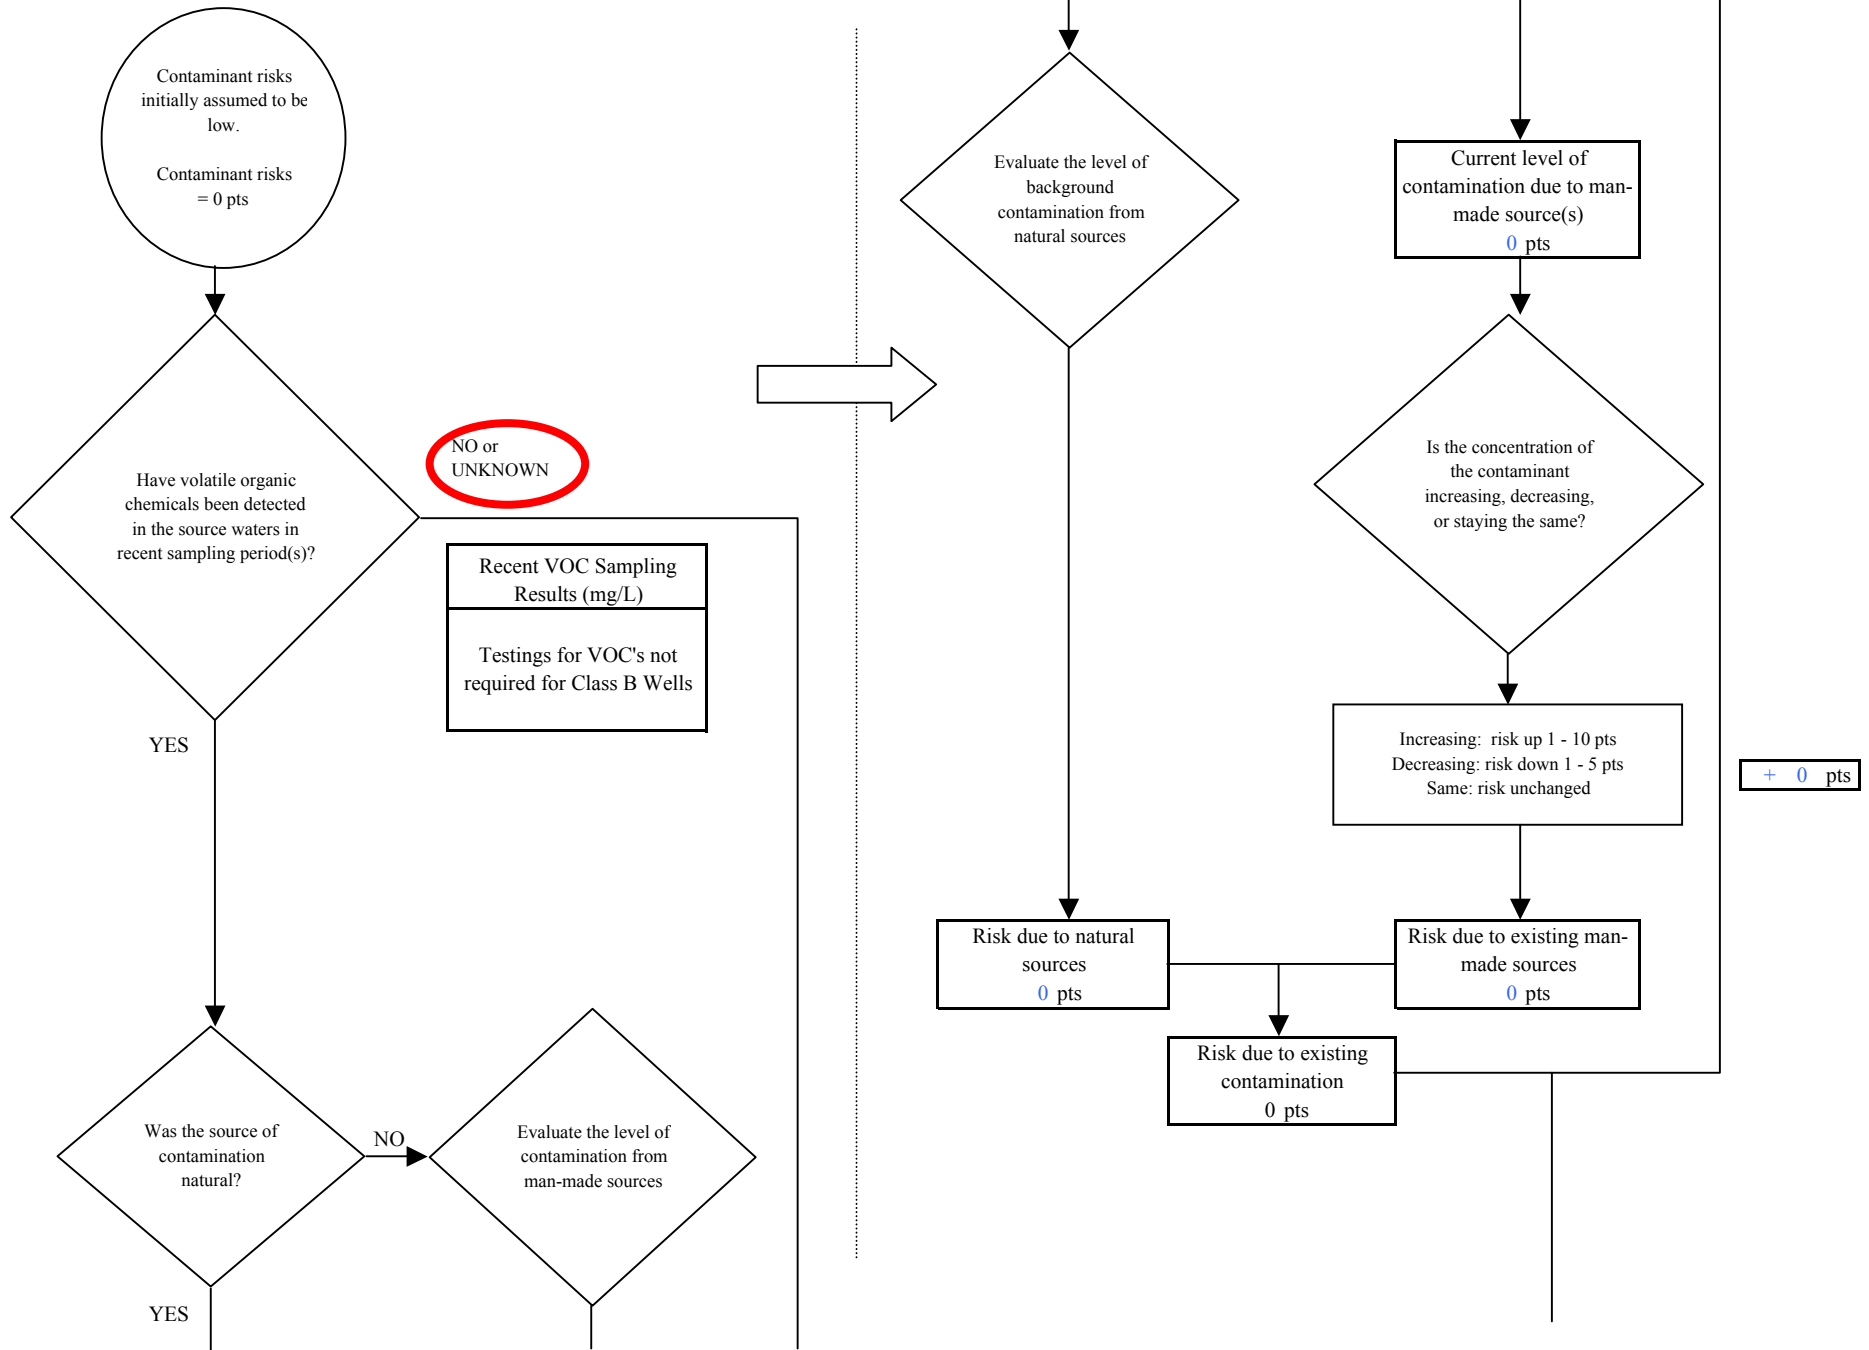 Contaminant risks
initially assumed to be
low.
Contaminant risks
= 0 pts
Have volatile organic
chemicals been detected
in the source waters in
recent sampling period(s)?
NO or
UNKNOWN
Recent VOC Sampling
Results (mg/L)
Testings for VOC's not
required for Class B Wells
YES
Was the source of
contamination
natural?
NO
Evaluate the level of
contamination from
man-made sources
YES
Evaluate the level of
background
contamination from
natural sources
Current level of
contamination due to man-
made source(s)
0 pts
Is the concentration of
the contaminant
increasing, decreasing,
or staying the same?
Increasing: risk up 1 - 10 pts
Decreasing: risk down 1 - 5 pts
Same: risk unchanged
+ 0 pts
Risk due to natural
sources
0 pts
Risk due to existing man-
made sources
0 pts
Risk due to existing
contamination
0 pts